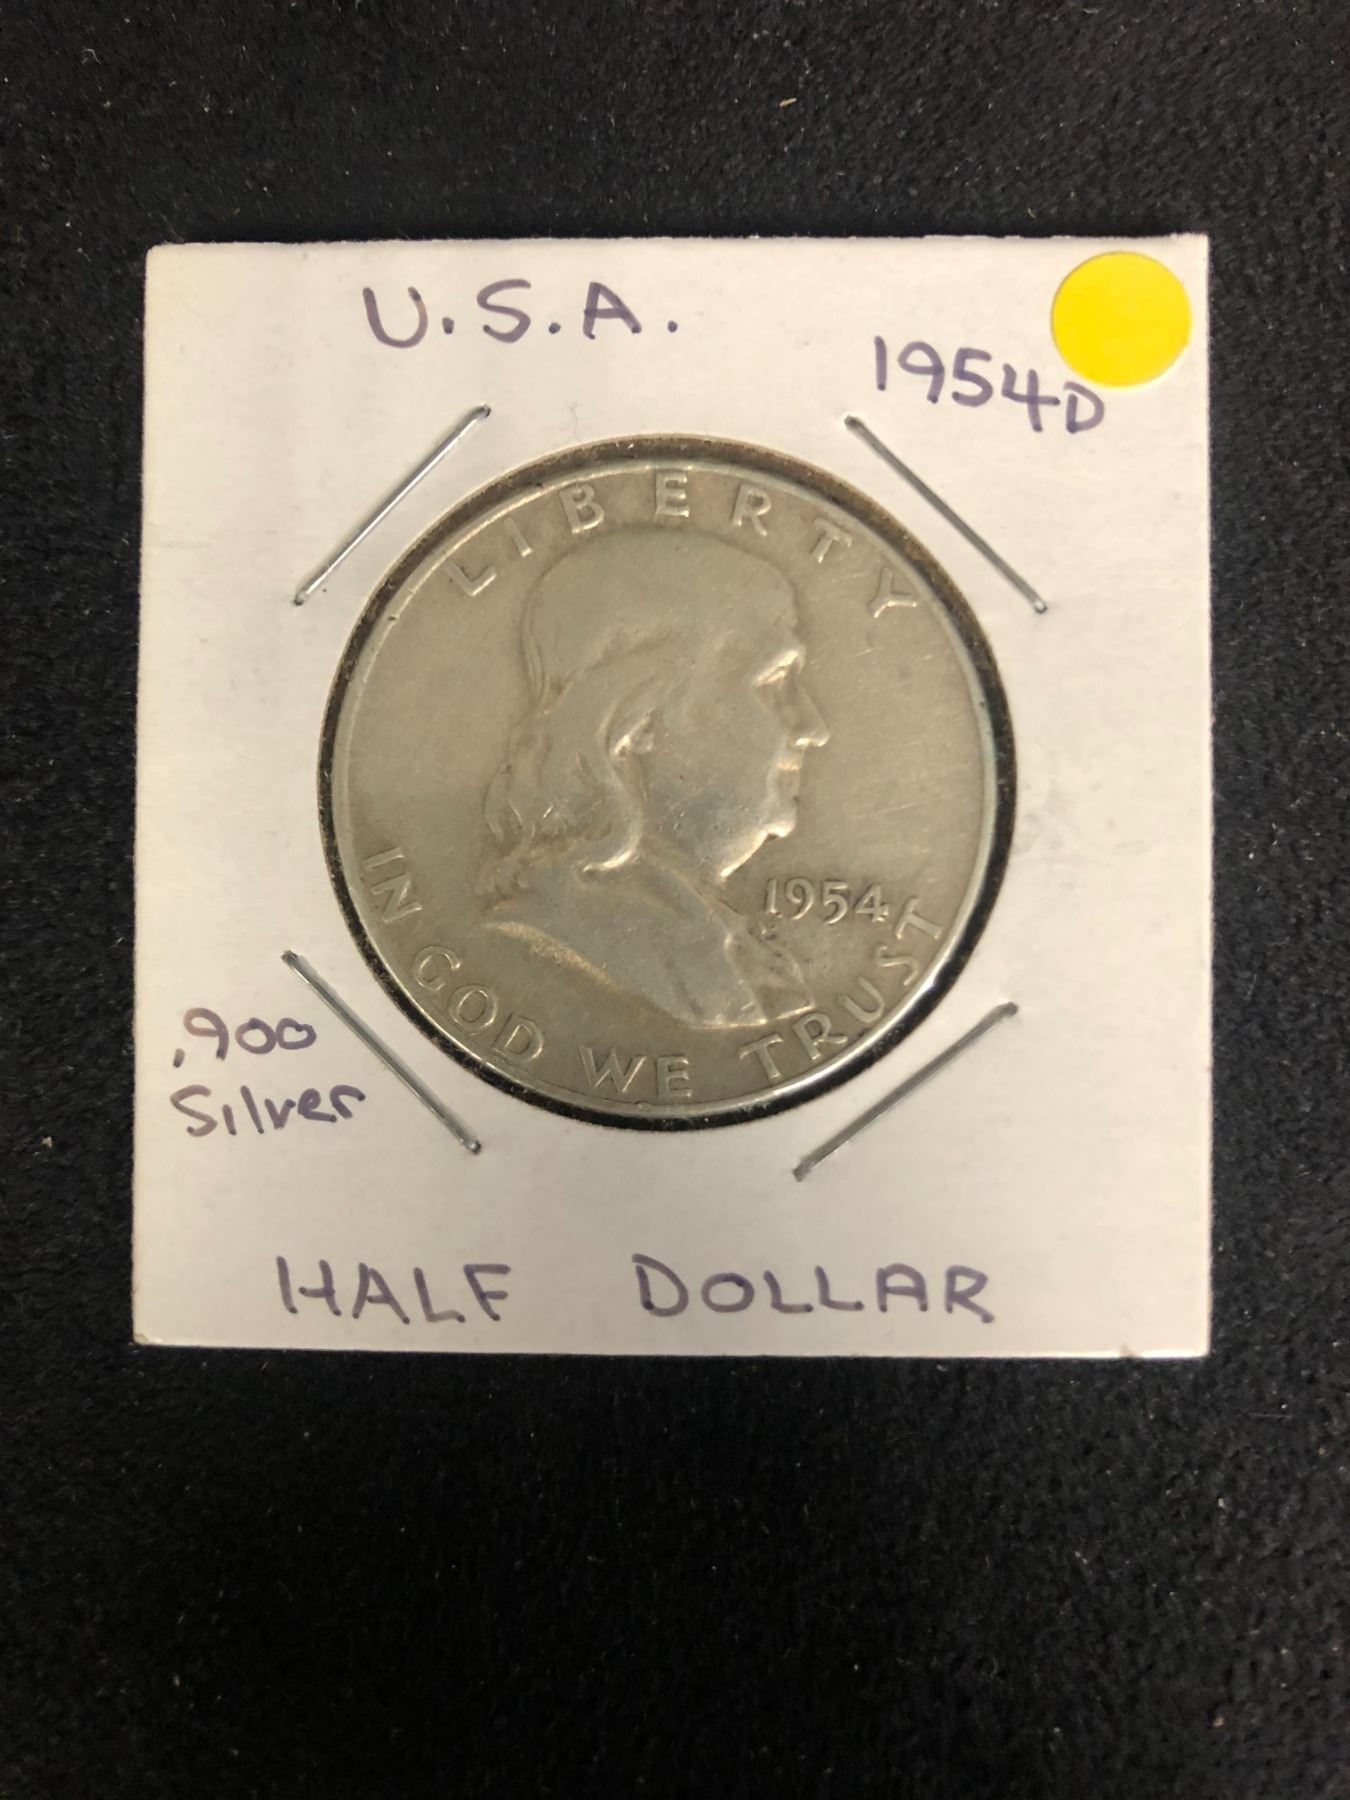 U.S.A.
1954D
LIBERTY
1954
IN GOD WE TRUST
.900
Silver
HALF DOLLAR